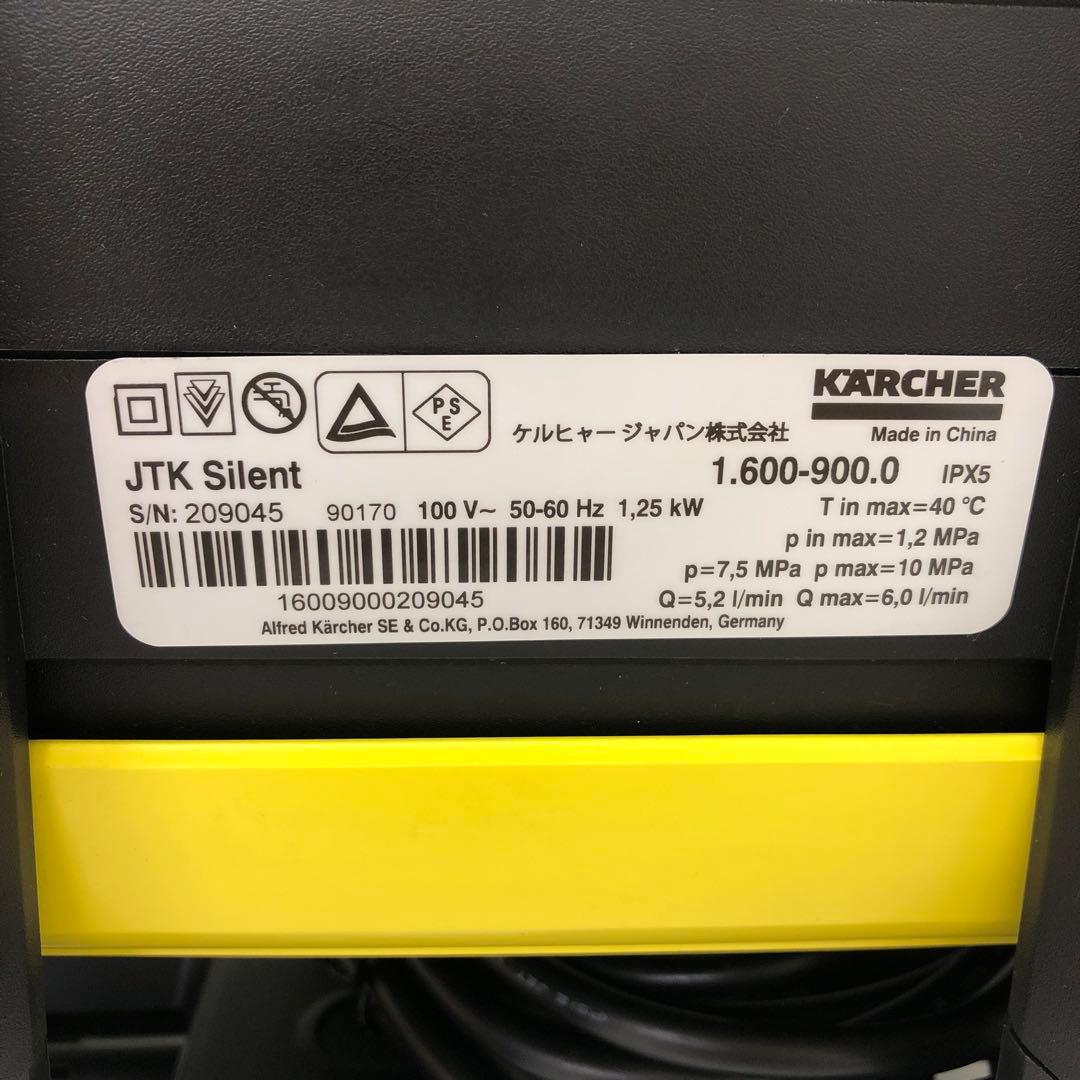 PSE
KÄRCHER
ケルヒャー ジャパン株式会社
Made in China
JTK Silent
1.600-900.0 IPX5
S/N: 209045 90170 100 V~ 50-60 Hz 1,25 kW
T in max=40 °C
p in max=1,2 MPa
p=7,5 MPa p max=10 MPa
16009000209045
Q=5,2 l/min Q max=6,0 l/min
Alfred Kärcher SE & Co.KG, P.O.Box 160, 71349 Winnenden, Germany